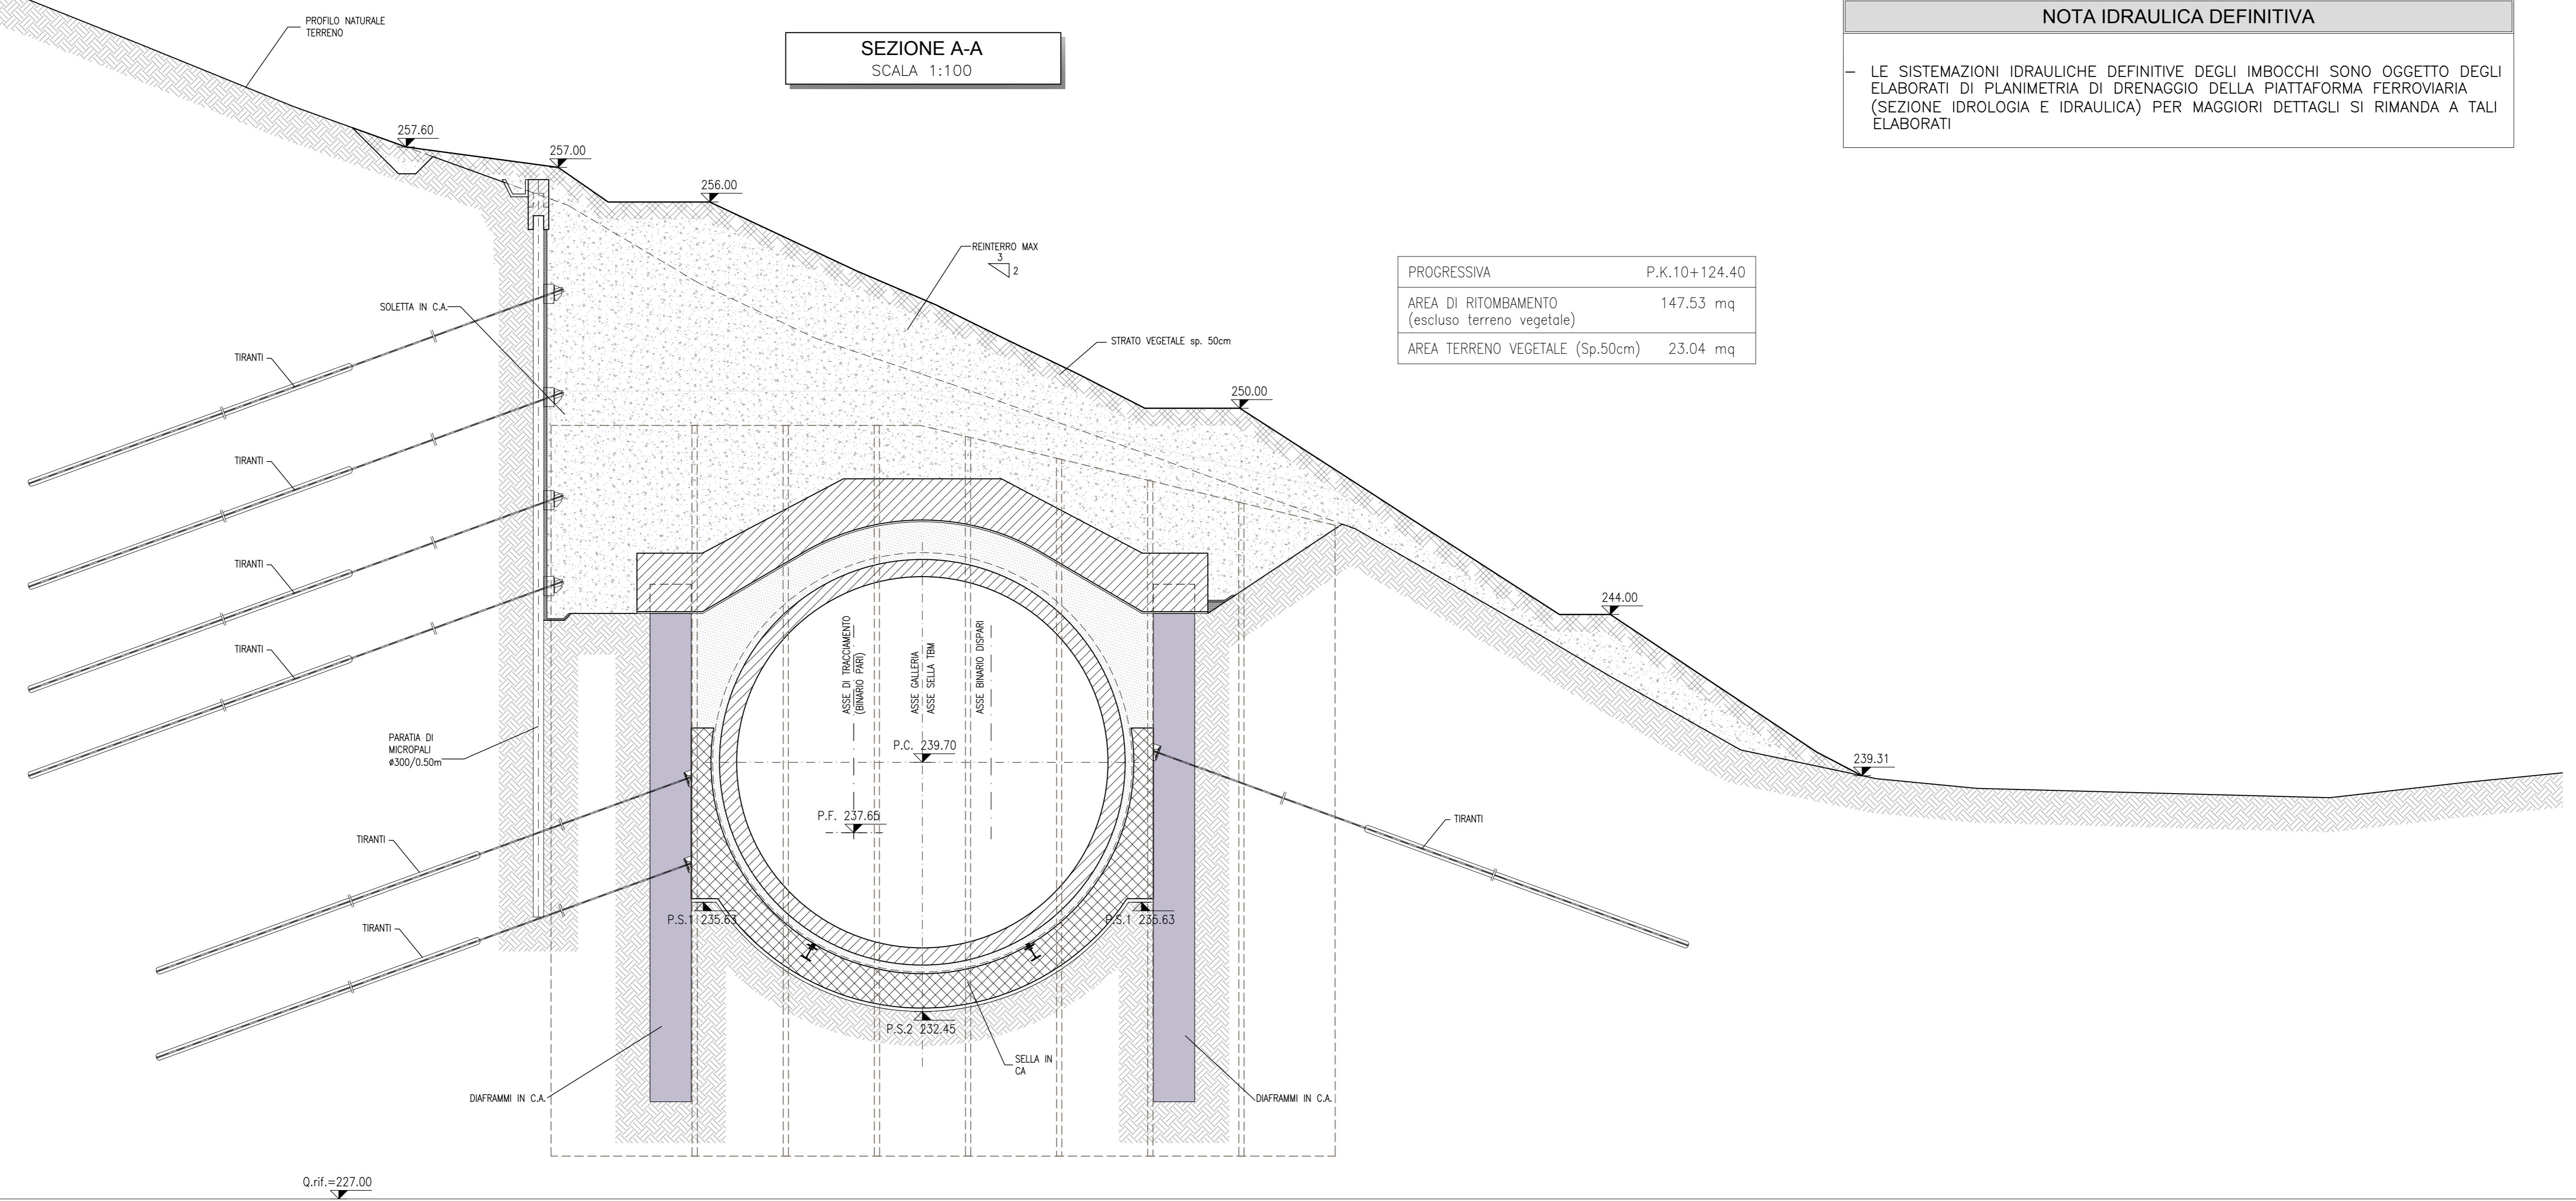 PROFILO NATURALE
TERRENO
SEZIONE A-A
SCALA 1:100
NOTA IDRAULICA DEFINITIVA
– LE SISTEMAZIONI IDRAULICHE DEFINITIVE DEGLI IMBOCCHI SONO OGGETTO DEGLI
ELABORATI DI PLANIMETRIA DI DRENAGGIO DELLA PIATTAFORMA FERROVIARIA
(SEZIONE IDROLOGIA E IDRAULICA) PER MAGGIORI DETTAGLI SI RIMANDA A TALI
ELABORATI
257.60
257.00
256.00
REINTERRO MAX
3
2
PROGRESSIVA P.K.10+124.40
AREA DI RITOMBAMENTO 147.53 mq
(escluso terreno vegetale)
AREA TERRENO VEGETALE (Sp.50cm) 23.04 mq
SOLETTA IN C.A.
STRATO VEGETALE sp. 50cm
TIRANTI
250.00
TIRANTI
TIRANTI
244.00
TIRANTI
ASSE DI TRACCIAMENTO
(BINARIO PARI)
ASSE GALLERIA
ASSE SELLA TBM
ASSE BINARIO DISPARI
PARATIA DI
MICROPALI
ø300/0.50m
P.C. 239.70
239.31
P.F. 237.65
TIRANTI
TIRANTI
P.S.1 235.63
P.S.1 235.63
TIRANTI
P.S.2 232.45
SELLA IN
CA
DIAFRAMMI IN C.A.
DIAFRAMMI IN C.A.
Q.rif.=227.00